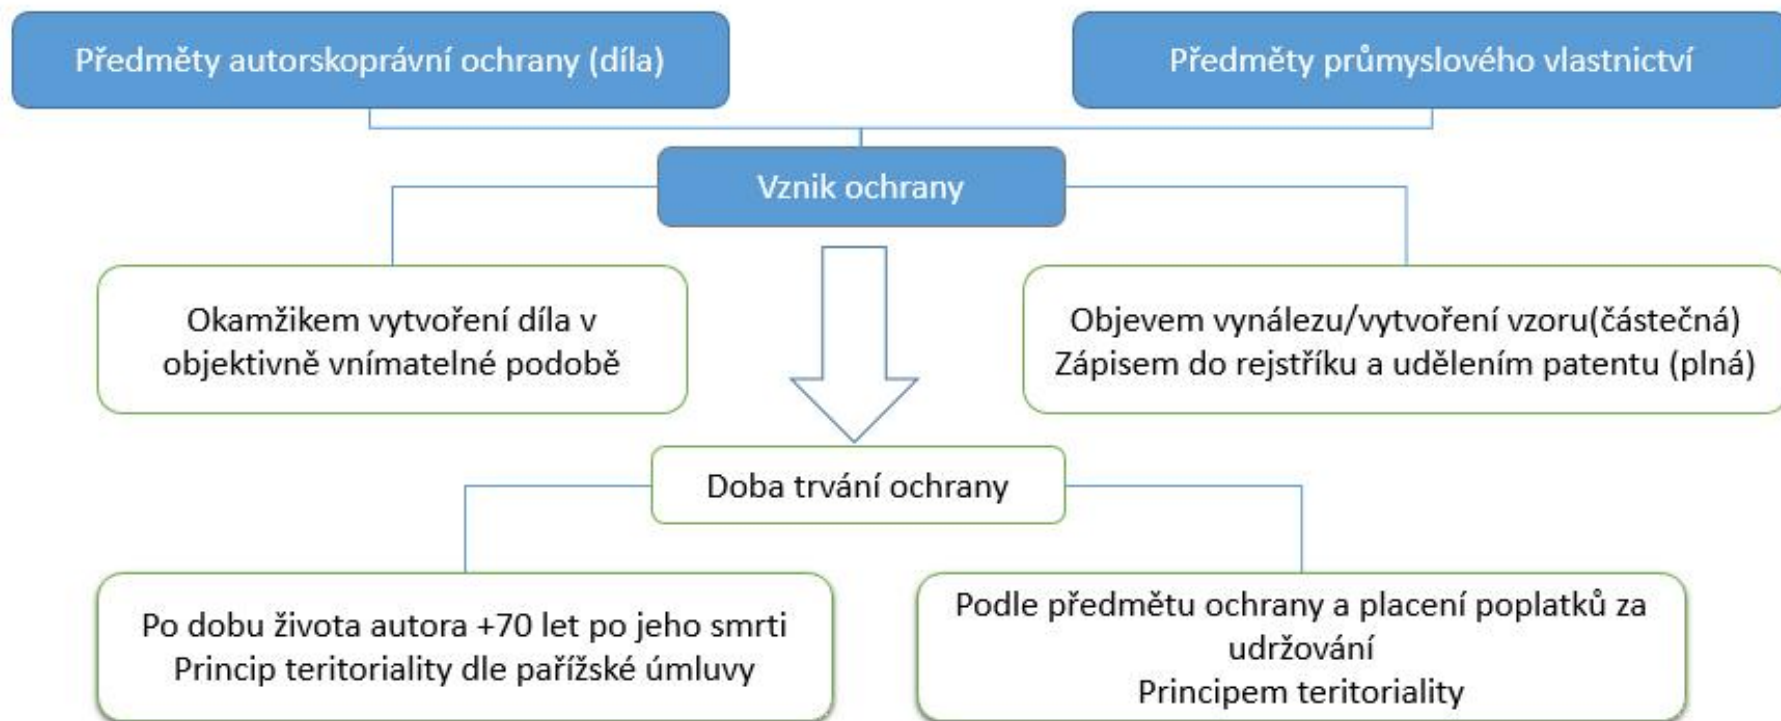 Předměty autorskoprávní ochrany (díla)
Předměty průmyslového vlastnictví
Vznik ochrany
Okamžikem vytvoření díla v
objektivně vnímatelné podobě
Objevem vynálezu/vytvoření vzoru(částečná)
Zápisem do rejstříku a udělením patentu (plná)
Doba trvání ochrany
Po dobu života autora +70 let po jeho smrti
Princip teritoriality dle pařížské úmluvy
Podle předmětu ochrany a placení poplatků za
udržování
Principem teritoriality